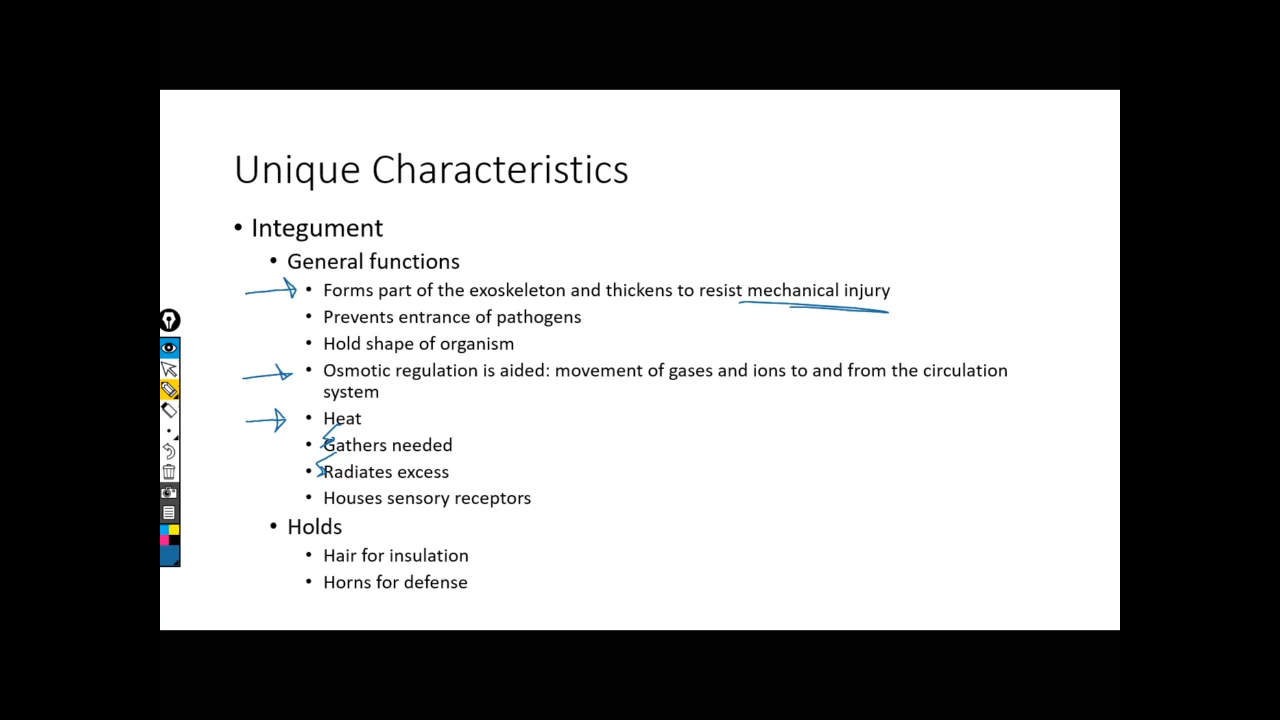 Unique Characteristics
• Integument
• General functions
• Forms part of the exoskeleton and thickens to resist mechanical injury
• Prevents entrance of pathogens
• Hold shape of organism
• Osmotic regulation is aided: movement of gases and ions to and from the circulation
system
• Heat
• Gathers needed
• Radiates excess
• Houses sensory receptors
• Holds
• Hair for insulation
• Horns for defense